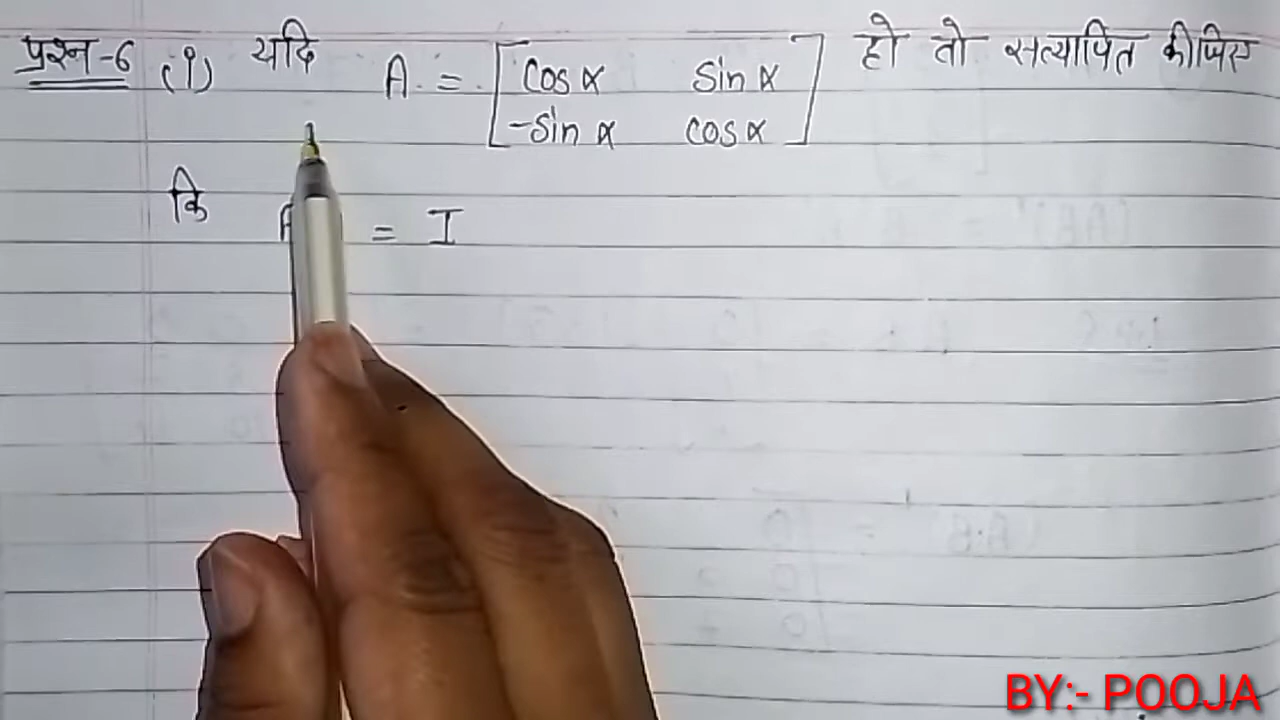 प्रश्न-6 (i) यदि A = [cos α sin α
-sin α cos α] हो तो सत्यापित कीजिए
कि A = I
BY:- POOJA